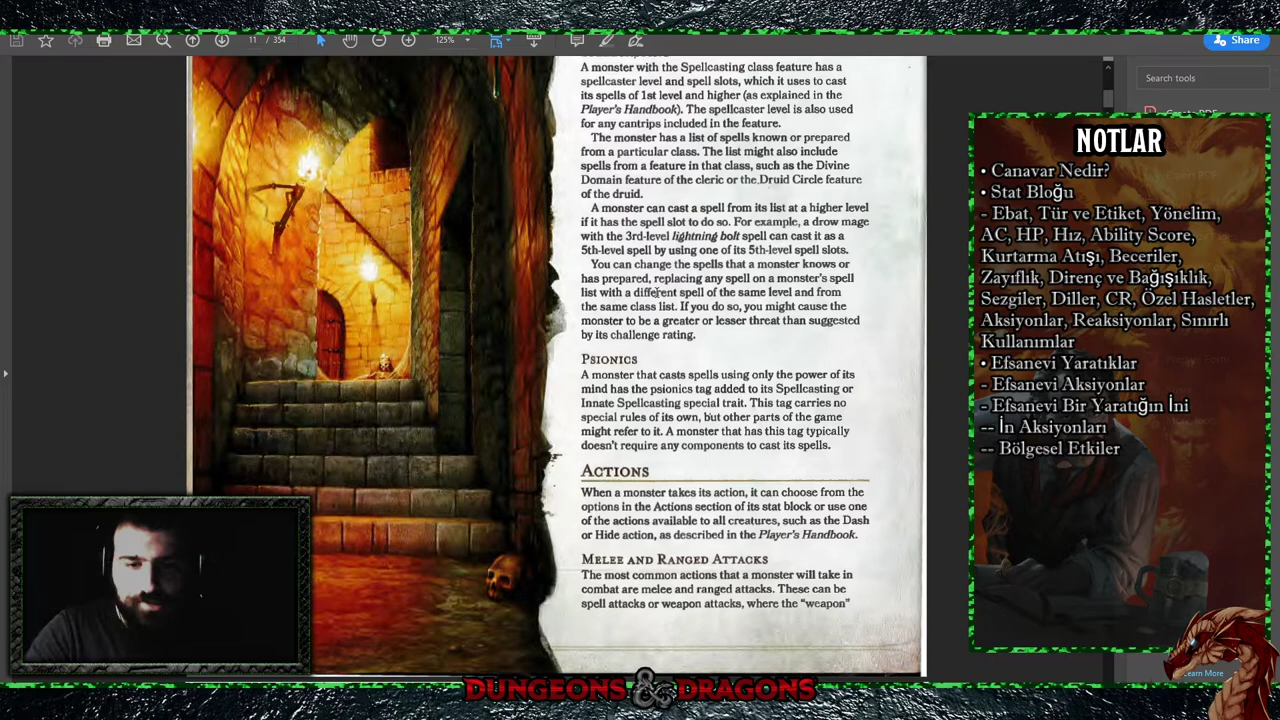 11 / 354
125%
Share
Search tools
A monster with the Spellcasting class feature has a
spellcaster level and spell slots, which it uses to cast
its spells of 1st level and higher (as explained in the
Player's Handbook). The spellcaster level is also used
for any cantrips included in the feature.
The monster has a list of spells known or prepared
from a particular class. The list might also include
spells from a feature in that class, such as the Divine
Domain feature of the cleric or the Druid Circle feature
of the druid.
A monster can cast a spell from its list at a higher level
if it has the spell slot to do so. For example, a drow mage
with the 3rd-level lightning bolt spell can cast it as a
5th-level spell by using one of its 5th-level spell slots.
You can change the spells that a monster knows or
has prepared, replacing any spell on a monster's spell
list with a different spell of the same level and from
the same class list. If you do so, you might cause the
monster to be a greater or lesser threat than suggested
by its challenge rating.
PSIONICS
A monster that casts spells using only the power of its
mind has the psionics tag added to its Spellcasting or
Innate Spellcasting special trait. This tag carries no
special rules of its own, but other parts of the game
might refer to it. A monster that has this tag typically
doesn't require any components to cast its spells.
ACTIONS
When a monster takes its action, it can choose from the
options in the Actions section of its stat block or use one
of the actions available to all creatures, such as the Dash
or Hide action, as described in the Player's Handbook.
MELEE AND RANGED ATTACKS
The most common actions that a monster will take in
combat are melee and ranged attacks. These can be
spell attacks or weapon attacks, where the "weapon"
NOTLAR
• Canavar Nedir?
• Stat Bloğu
- Ebat, Tür ve Etiket, Yönelim,
AC, HP, Hız, Ability Score,
Kurtarma Atışı, Beceriler,
Zayıflık, Direnç ve Bağışıklık,
Sezgiler, Diller, CR, Özel Hasletler,
Aksiyonlar, Reaksiyonlar, Sınırlı
Kullanımlar
• Efsanevi Yaratıklar
- Efsanevi Aksiyonlar
- Efsanevi Bir Yaratığın İni
-- İn Aksiyonları
-- Bölgesel Etkiler
Learn More
DUNGEONS & DRAGONS